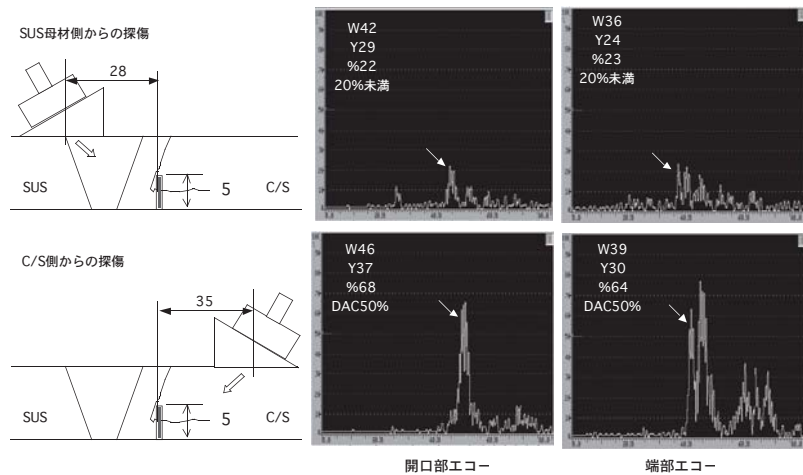 SUS母材側からの探傷
28
SUS
5
C/S
W42
Y29
%22
20%未満
W36
Y24
%23
20%未満
C/S側からの探傷
35
SUS
5
C/S
W46
Y37
%68
DAC50%
W39
Y30
%64
DAC50%
開口部エコー
端部エコー